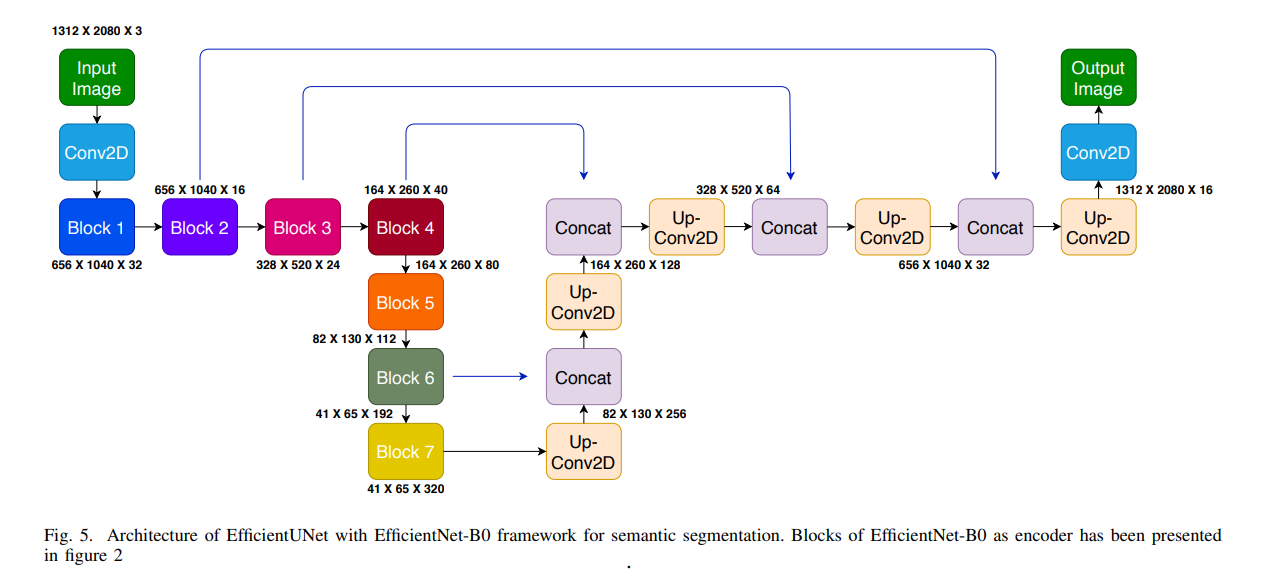 1312 X 2080 X 3
Input
Image
Output
Image
Conv2D
Conv2D
656 X 1040 X 16
164 X 260 X 40
328 X 520 X 64
1312 X 2080 X 16
Block 1
Block 2
Block 3
Block 4
Concat
Up-
Conv2D
Concat
Up-
Conv2D
Concat
Up-
Conv2D
656 X 1040 X 32
328 X 520 X 24
164 X 260 X 80
164 X 260 X 128
656 X 1040 X 32
Block 5
Up-
Conv2D
82 X 130 X 112
Block 6
Concat
41 X 65 X 192
82 X 130 X 256
Block 7
Up-
Conv2D
41 X 65 X 320
Fig. 5. Architecture of EfficientUNet with EfficientNet-B0 framework for semantic segmentation. Blocks of EfficientNet-B0 as encoder has been presented
in figure 2
.